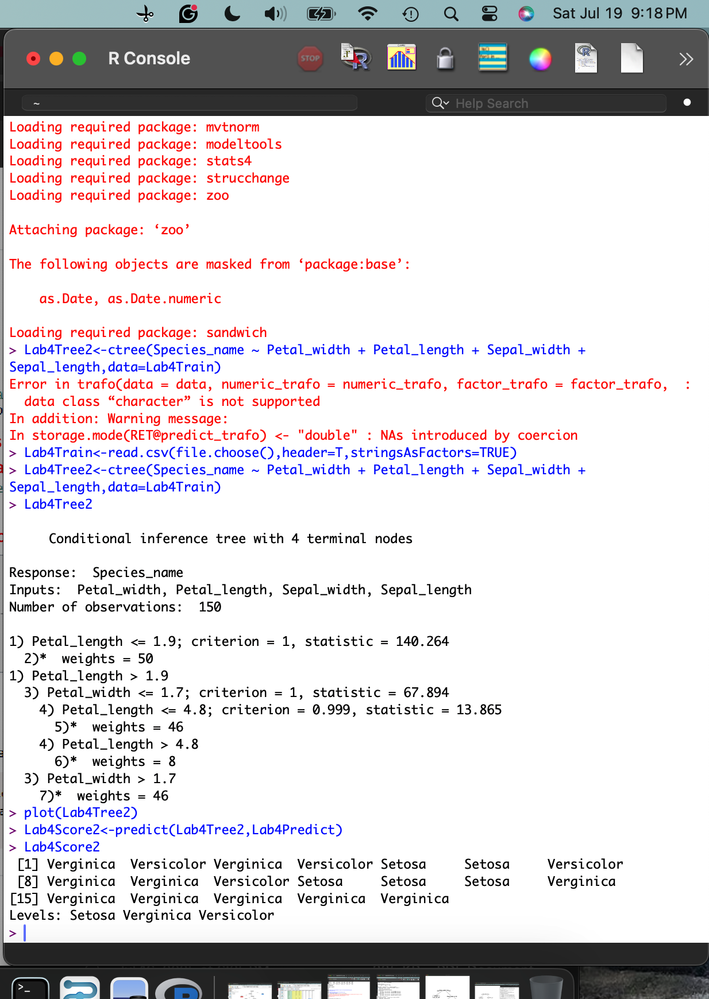 Sat Jul 19 9:18 PM
R Console
STOP
~
Help Search
Loading required package: mvtnorm
Loading required package: modeltools
Loading required package: stats4
Loading required package: strucchange
Loading required package: zoo
Attaching package: ‘zoo’
The following objects are masked from ‘package:base’:
as.Date, as.Date.numeric
Loading required package: sandwich
> Lab4Tree2<-ctree(Species_name ~ Petal_width + Petal_length + Sepal_width +
Sepal_length,data=Lab4Train)
Error in trafo(data = data, numeric_trafo = numeric_trafo, factor_trafo = factor_trafo,  :
data class “character” is not supported
In addition: Warning message:
In storage.mode(RET@predict_trafo) <- "double" : NAs introduced by coercion
> Lab4Train<-read.csv(file.choose(),header=T,stringsAsFactors=TRUE)
> Lab4Tree2<-ctree(Species_name ~ Petal_width + Petal_length + Sepal_width +
Sepal_length,data=Lab4Train)
> Lab4Tree2
Conditional inference tree with 4 terminal nodes
Response:  Species_name
Inputs:  Petal_width, Petal_length, Sepal_width, Sepal_length
Number of observations:  150
1) Petal_length <= 1.9; criterion = 1, statistic = 140.264
2)*  weights = 50
1) Petal_length > 1.9
3) Petal_width <= 1.7; criterion = 1, statistic = 67.894
4) Petal_length <= 4.8; criterion = 0.999, statistic = 13.865
5)*  weights = 46
4) Petal_length > 4.8
6)*  weights = 8
3) Petal_width > 1.7
7)*  weights = 46
> plot(Lab4Tree2)
> Lab4Score2<-predict(Lab4Tree2,Lab4Predict)
> Lab4Score2
[1] Verginica  Versicolor Verginica  Versicolor Setosa     Setosa     Versicolor
[8] Verginica  Verginica  Versicolor Setosa     Setosa     Setosa     Verginica
[15] Verginica  Verginica  Verginica  Verginica  Verginica
Levels: Setosa Verginica Versicolor
>